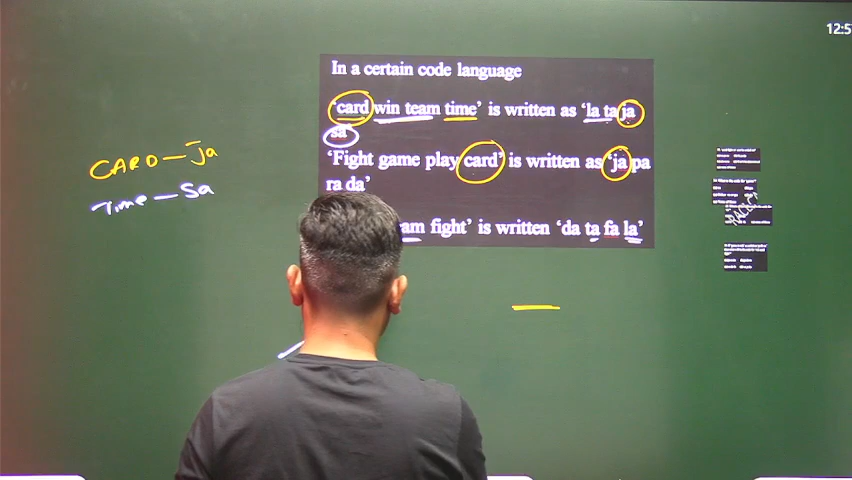 12:5
In a certain code language
'card win team time' is written as 'la ta ja
sa'
'Fight game play card' is written as 'ja pa
ra da'
am fight' is written 'da ta fa la'
CARD - Ja
Time - Sa